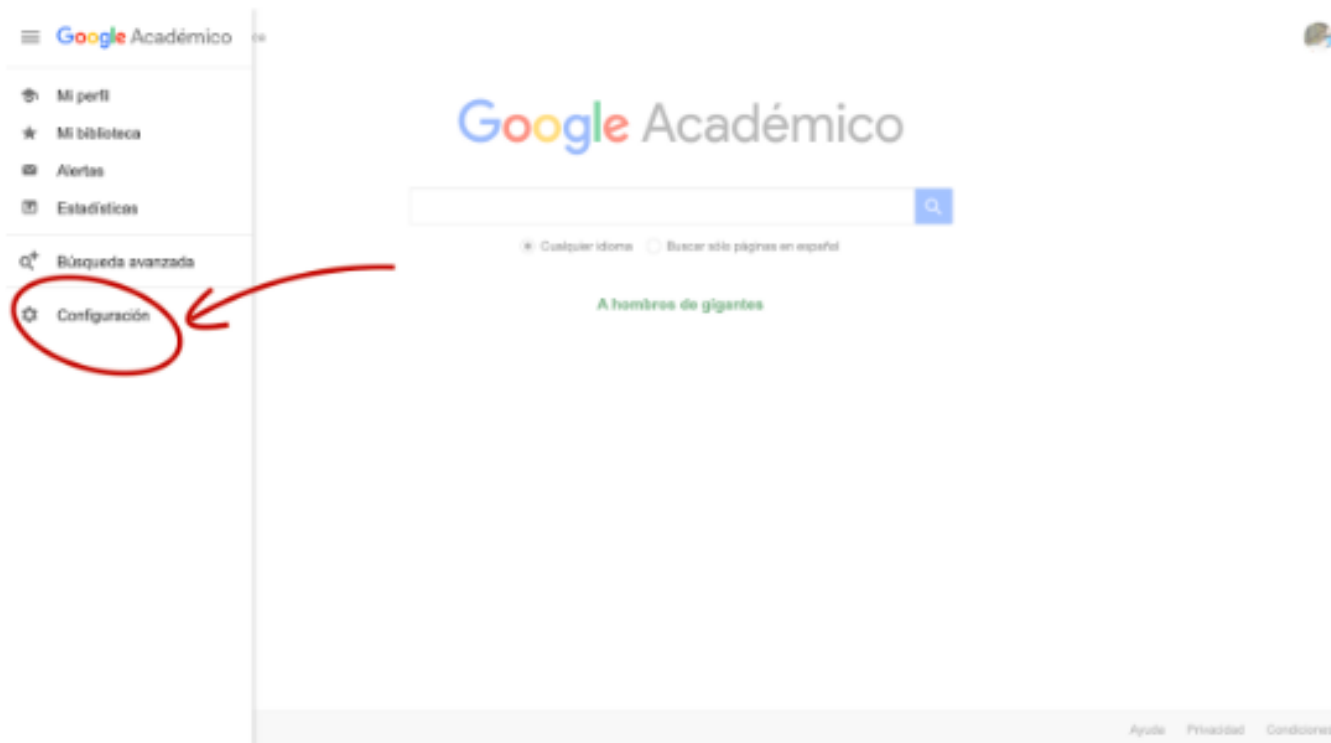 Google Académico
Mi perfil
Mi biblioteca
Alertas
Estadísticas
Búsqueda avanzada
Configuración
Google Académico
Cualquier idioma Buscar sólo páginas en español
A hombros de gigantes
Ayuda Privacidad Condiciones